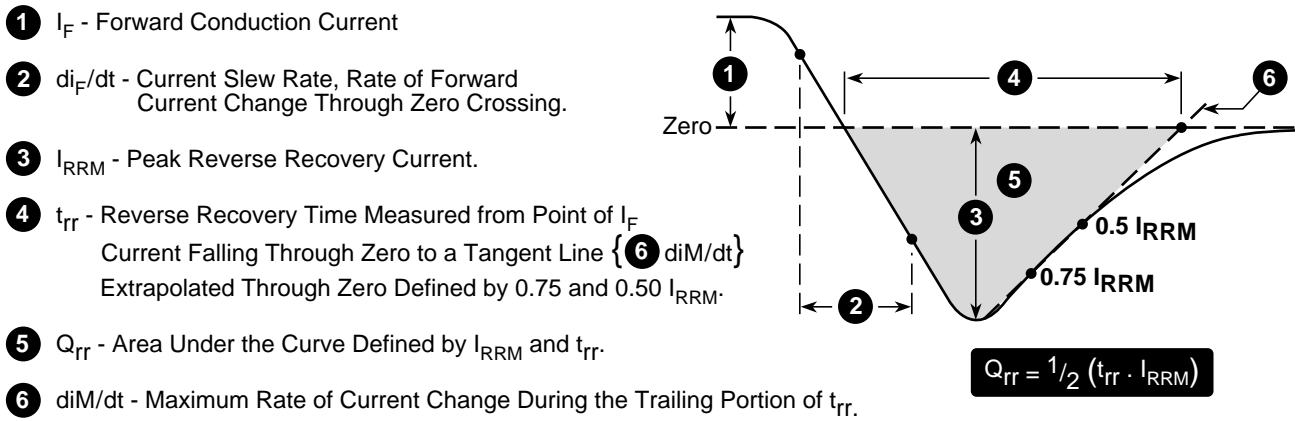 1 I_F - Forward Conduction Current
2 di_F/dt - Current Slew Rate, Rate of Forward
Current Change Through Zero Crossing.
3 I_RRM - Peak Reverse Recovery Current.
4 t_rr - Reverse Recovery Time Measured from Point of I_F
Current Falling Through Zero to a Tangent Line {6 diM/dt}
Extrapolated Through Zero Defined by 0.75 and 0.50 I_RRM.
5 Q_rr - Area Under the Curve Defined by I_RRM and t_rr.
6 diM/dt - Maximum Rate of Current Change During the Trailing Portion of t_rr.
1
4
6
Zero
5
3
0.5 I_RRM
0.75 I_RRM
2
Q_rr = 1/2 (t_rr . I_RRM)